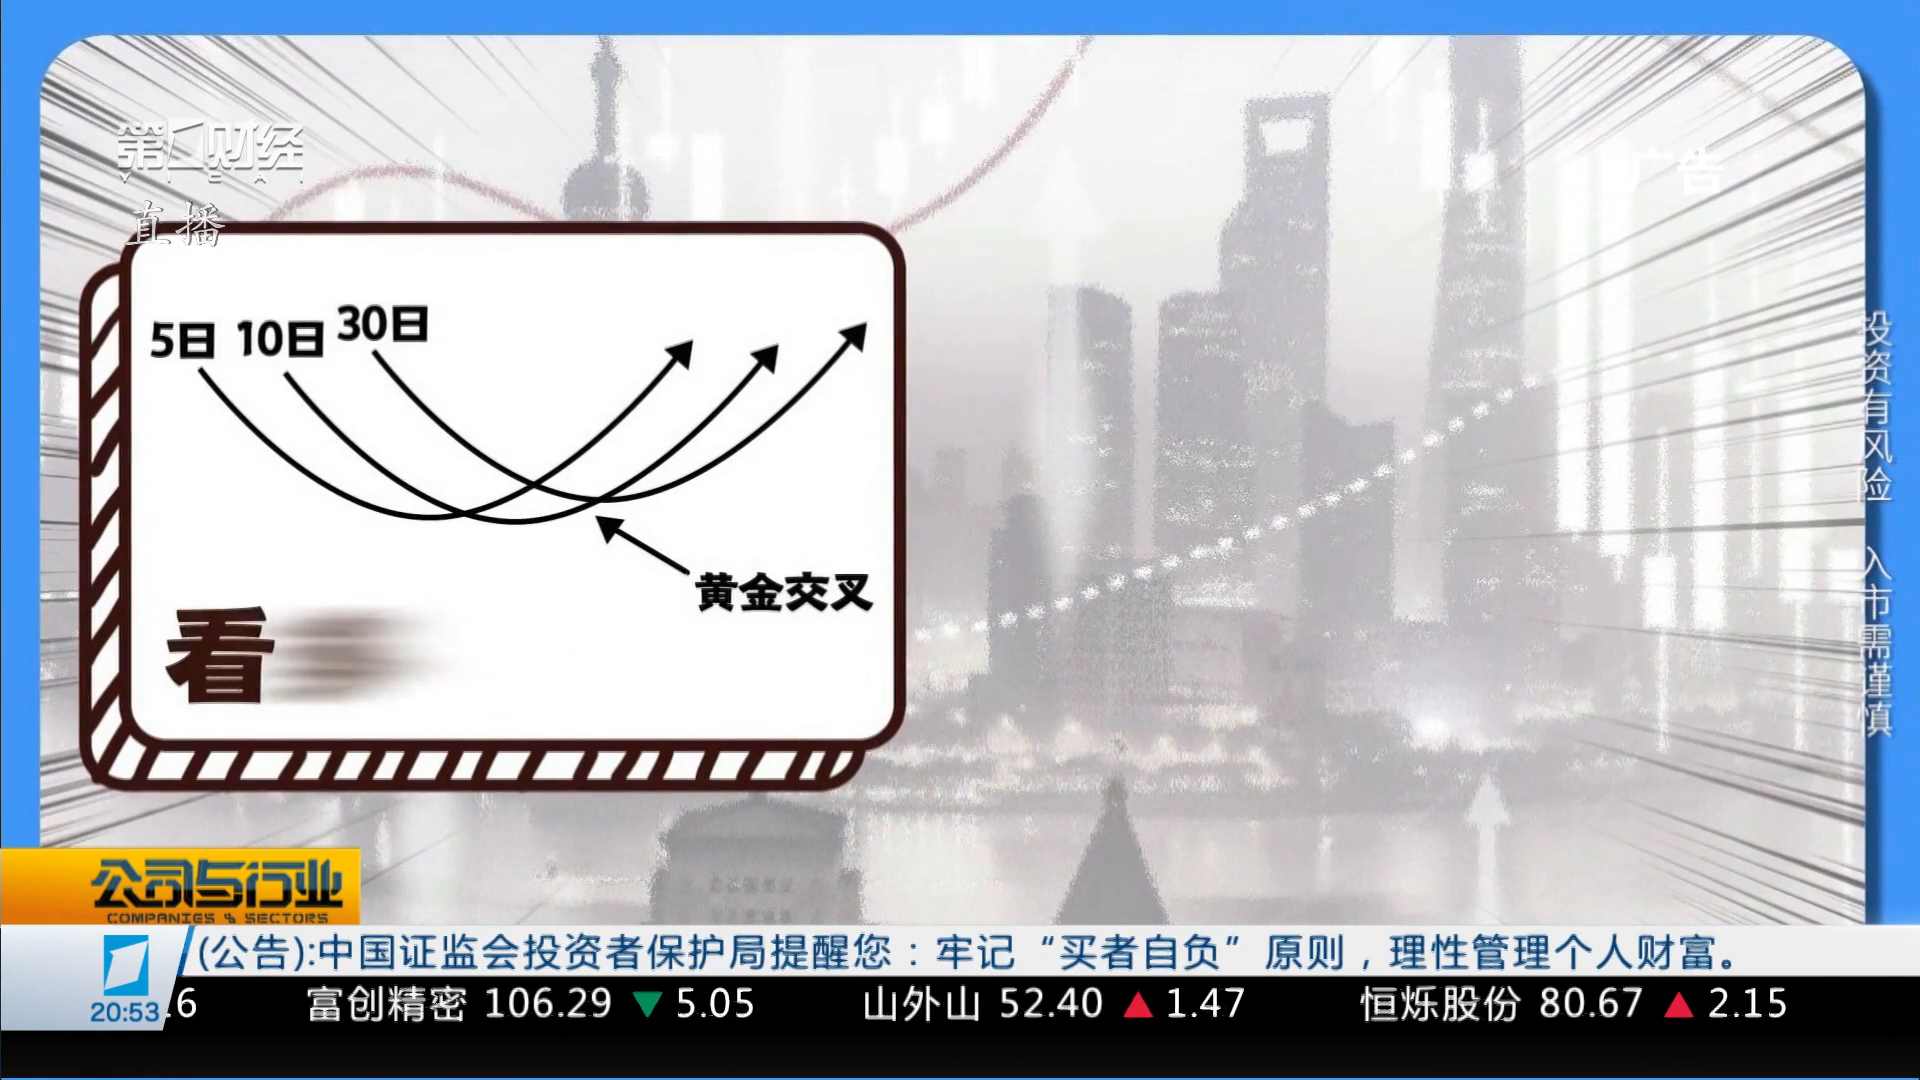 第一财经
YICAI
直播
广告
5日 10日 30日
黄金交叉
看
投资有风险 入市需谨慎
公司与行业
COMPANIES & SECTORS
(公告):中国证监会投资者保护局提醒您：牢记“买者自负”原则，理性管理个人财富。
20:53
.6 富创精密 106.29 ▼ 5.05 山外山 52.40 ▲ 1.47 恒烁股份 80.67 ▲ 2.15